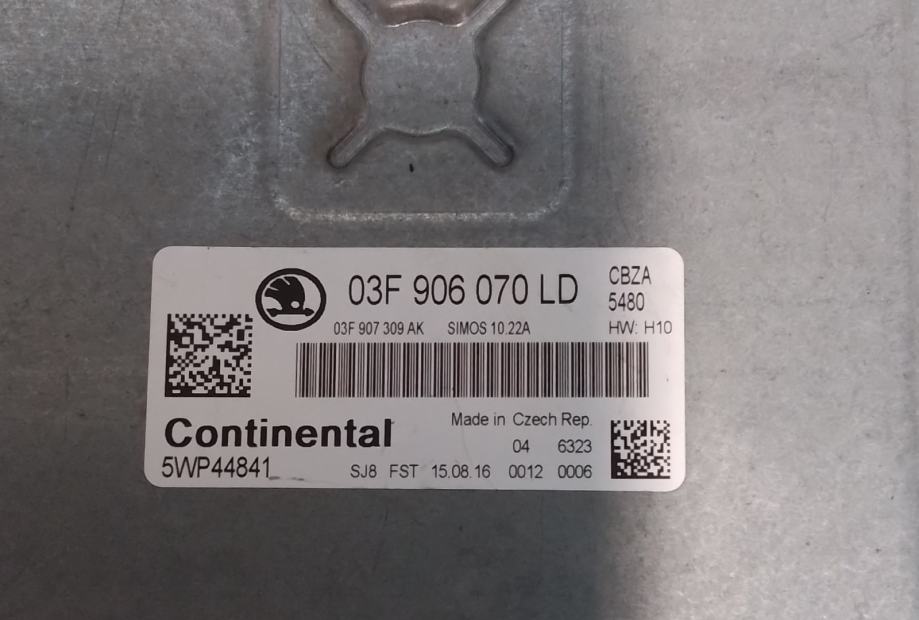 03F 906 070 LD
CBZA
5480
03F 907 309 AK SIMOS 10.22A HW: H10
Continental
Made in Czech Rep.
04 6323
5WP44841 SJ8 FST 15.08.16 0012 0006